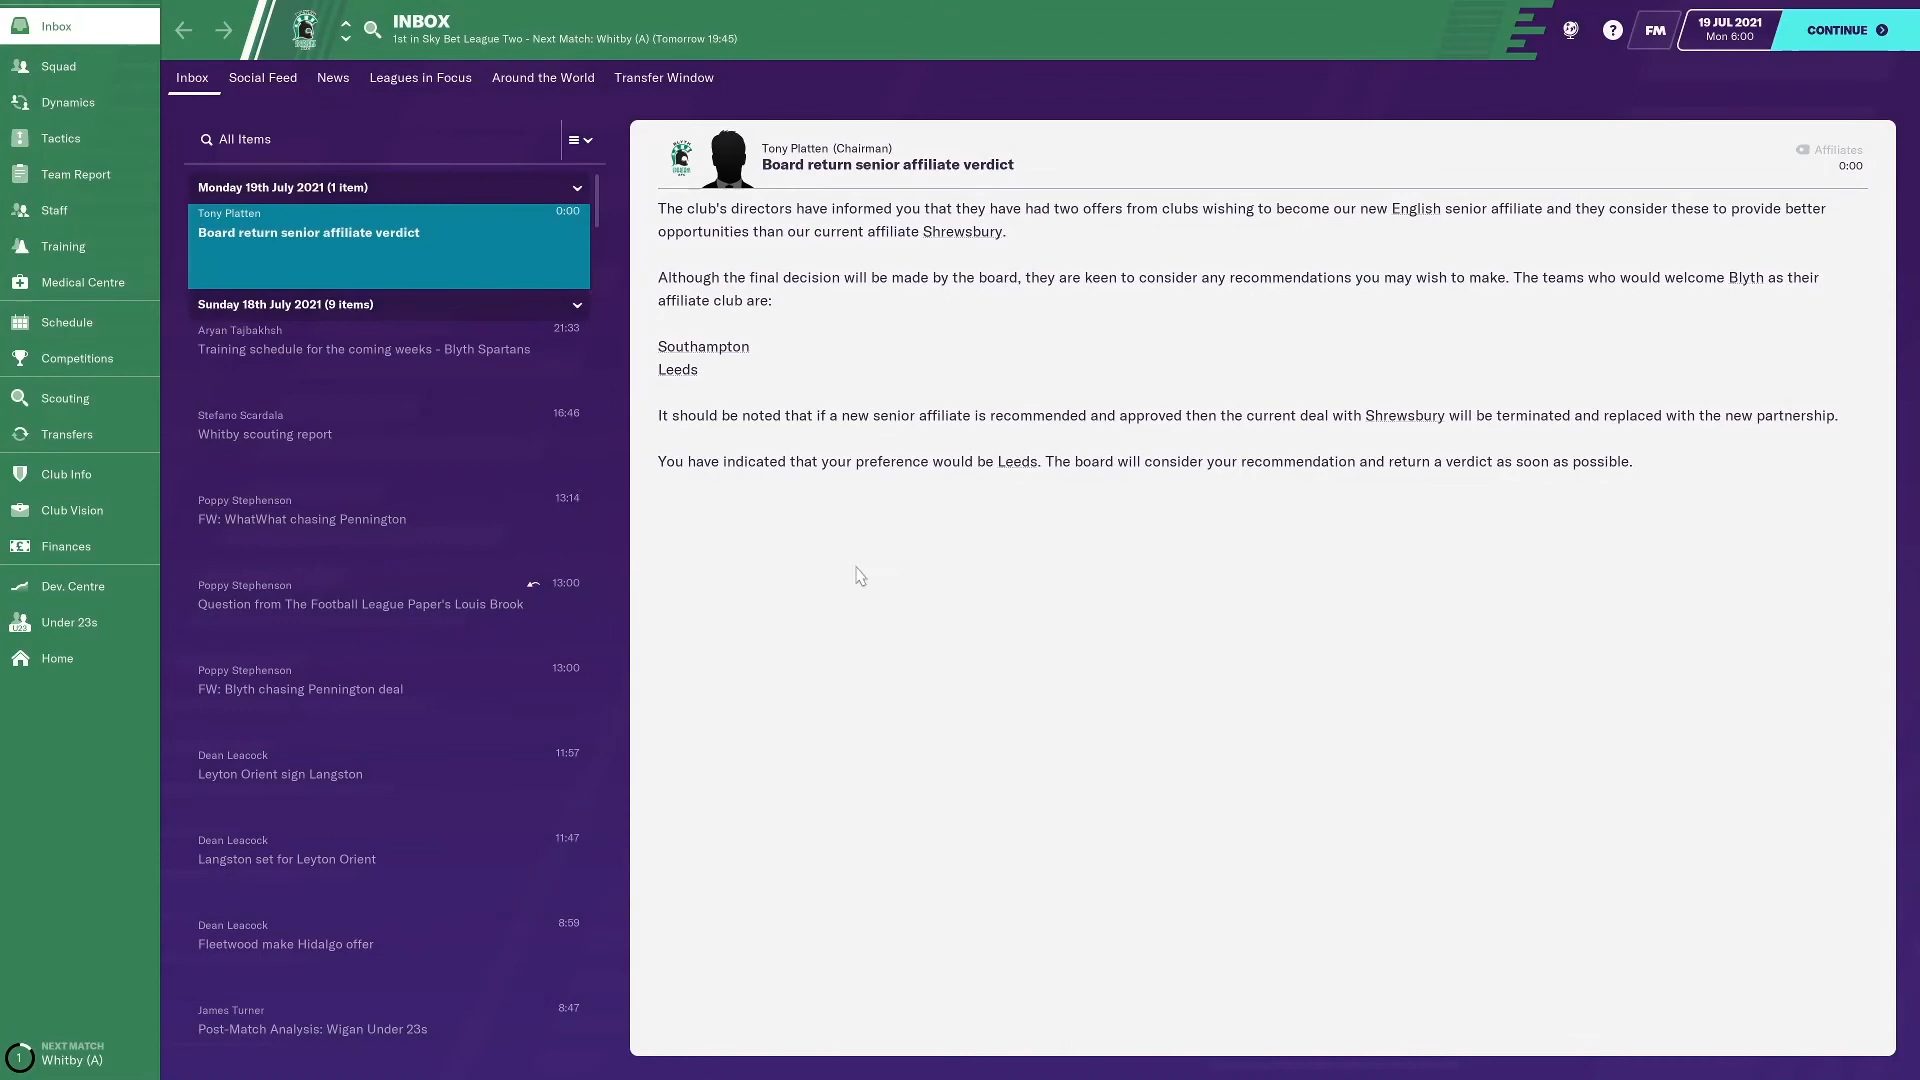 Inbox
Squad
Dynamics
Tactics
Team Report
Staff
Training
Medical Centre
Schedule
Competitions
Scouting
Transfers
Club Info
Club Vision
Finances
Dev. Centre
U23
Under 23s
Home
1
NEXT MATCH
Whitby (A)
INBOX
1st in Sky Bet League Two - Next Match: Whitby (A) (Tomorrow 19:45)
?
FM
19 JUL 2021
Mon 6:00
CONTINUE
Inbox
Social Feed
News
Leagues in Focus
Around the World
Transfer Window
All Items
Monday 19th July 2021 (1 item)
Tony Platten 0:00
Board return senior affiliate verdict
Sunday 18th July 2021 (9 items)
Aryan Tajbakhsh 21:33
Training schedule for the coming weeks - Blyth Spartans
Stefano Scardala 16:46
Whitby scouting report
Poppy Stephenson 13:14
FW: WhatWhat chasing Pennington
Poppy Stephenson 13:00
Question from The Football League Paper's Louis Brook
Poppy Stephenson 13:00
FW: Blyth chasing Pennington deal
Dean Leacock 11:57
Leyton Orient sign Langston
Dean Leacock 11:47
Langston set for Leyton Orient
Dean Leacock 8:59
Fleetwood make Hidalgo offer
James Turner 8:47
Post-Match Analysis: Wigan Under 23s
Tony Platten (Chairman)
Board return senior affiliate verdict
Affiliates
0:00
The club's directors have informed you that they have had two offers from clubs wishing to become our new English senior affiliate and they consider these to provide better
opportunities than our current affiliate Shrewsbury.
Although the final decision will be made by the board, they are keen to consider any recommendations you may wish to make. The teams who would welcome Blyth as their
affiliate club are:
Southampton
Leeds
It should be noted that if a new senior affiliate is recommended and approved then the current deal with Shrewsbury will be terminated and replaced with the new partnership.
You have indicated that your preference would be Leeds. The board will consider your recommendation and return a verdict as soon as possible.